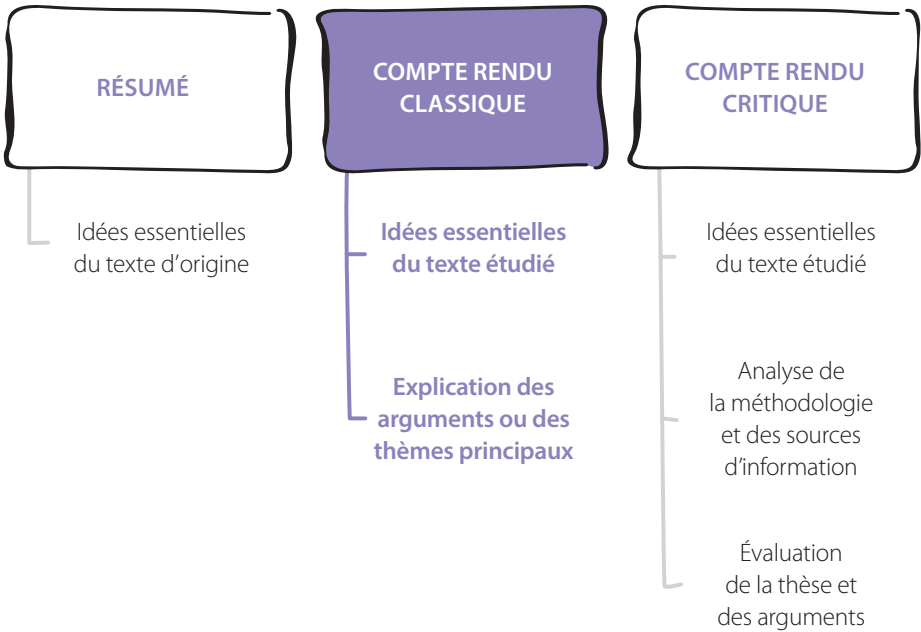 RÉSUMÉ
Idées essentielles
du texte d’origine
COMPTE RENDU
CLASSIQUE
Idées essentielles
du texte étudié
Explication des
arguments ou des
thèmes principaux
COMPTE RENDU
CRITIQUE
Idées essentielles
du texte étudié
Analyse de
la méthodologie
et des sources
d’information
Évaluation
de la thèse et
des arguments